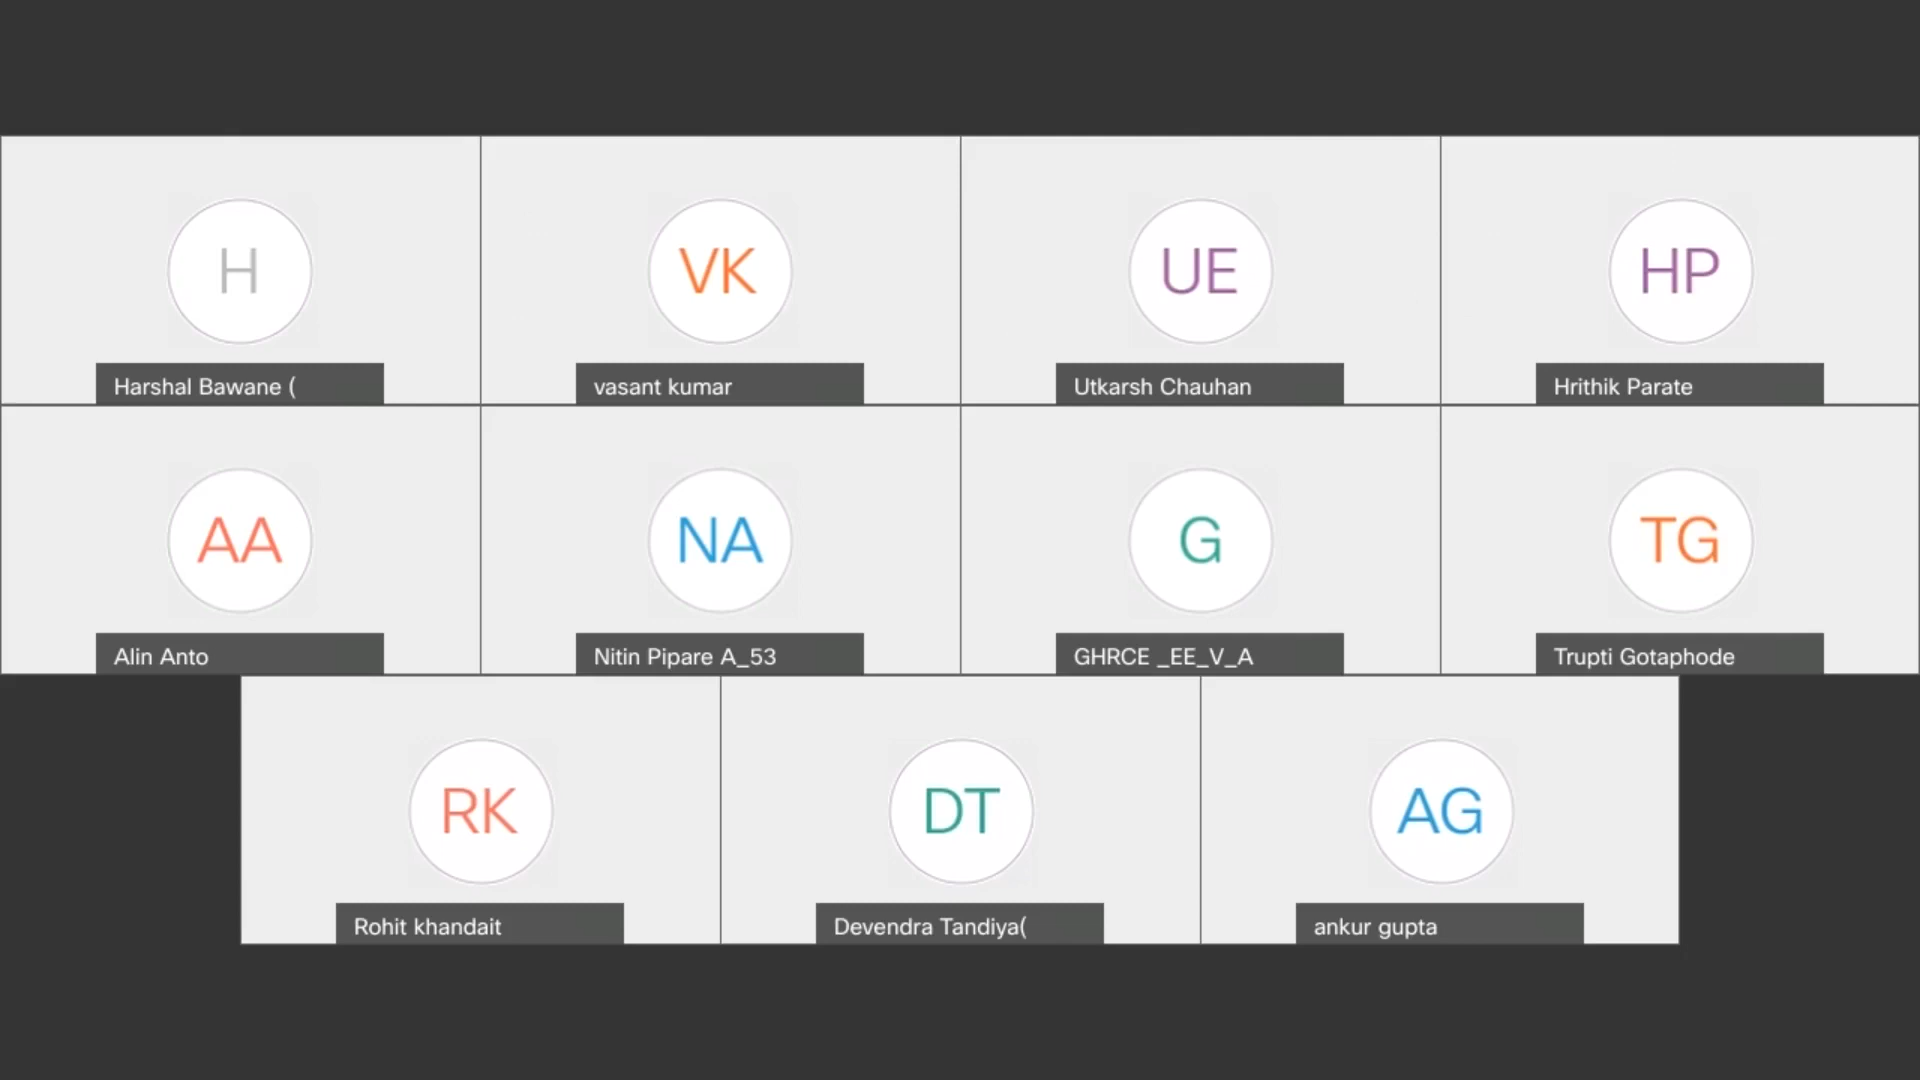 H
VK
UE
HP
Harshal Bawane (
vasant kumar
Utkarsh Chauhan
Hrithik Parate
AA
NA
G
TG
Alin Anto
Nitin Pipare A_53
GHRCE _EE_V_A
Trupti Gotaphode
RK
DT
AG
Rohit khandait
Devendra Tandiya(
ankur gupta